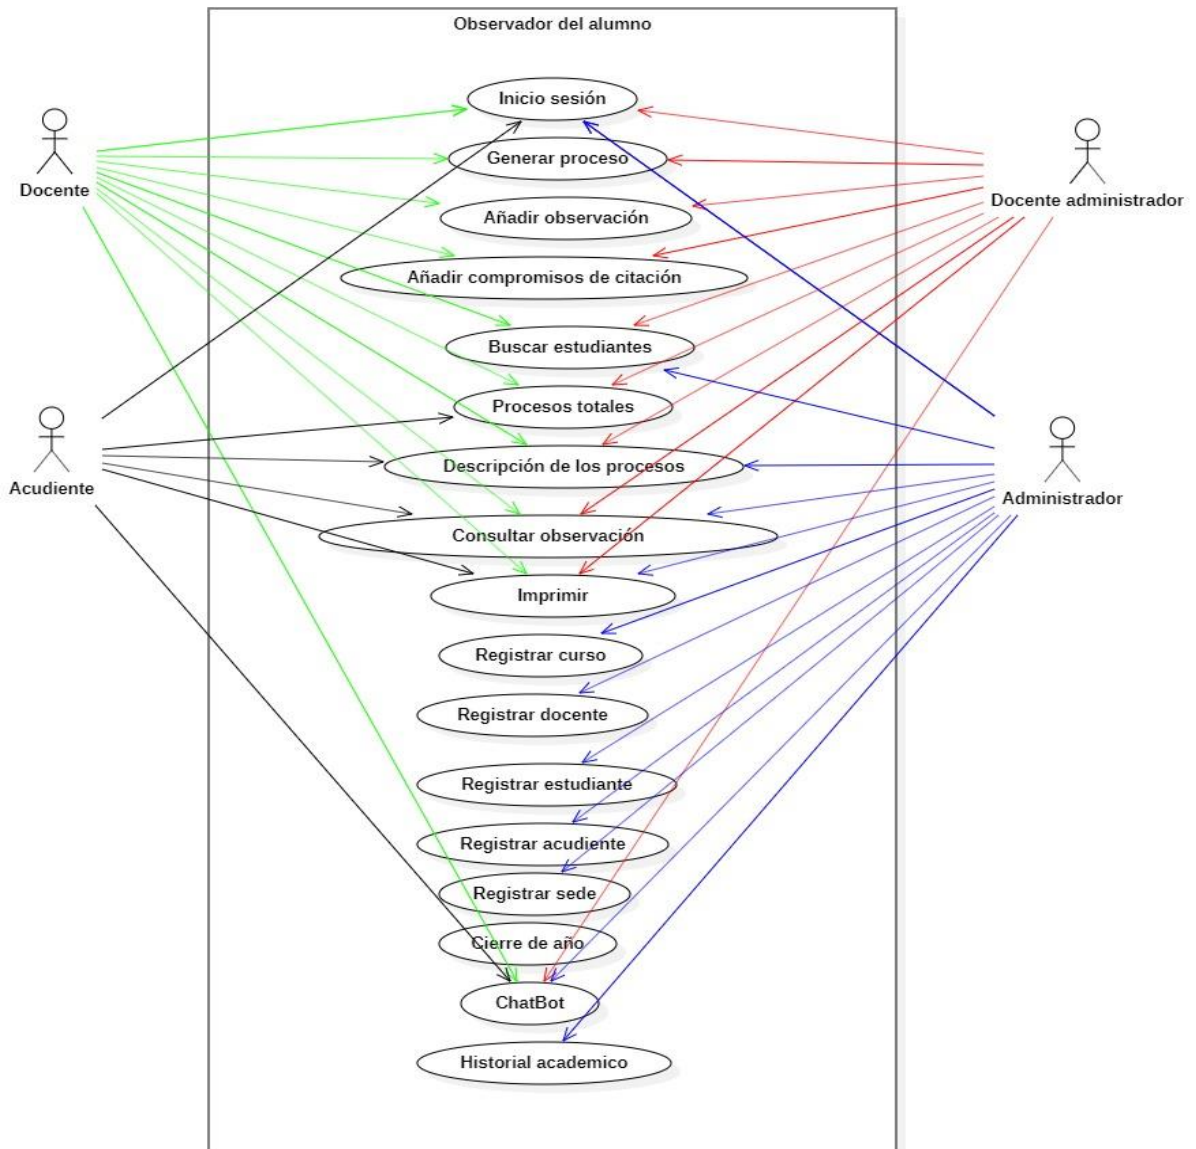 Observador del alumno
Inicio sesión
Generar proceso
Docente
Docente administrador
Añadir observación
Añadir compromisos de citación
Buscar estudiantes
Procesos totales
Descripción de los procesos
Acudiente
Administrador
Consultar observación
Imprimir
Registrar curso
Registrar docente
Registrar estudiante
Registrar acudiente
Registrar sede
Cierre de año
ChatBot
Historial academico